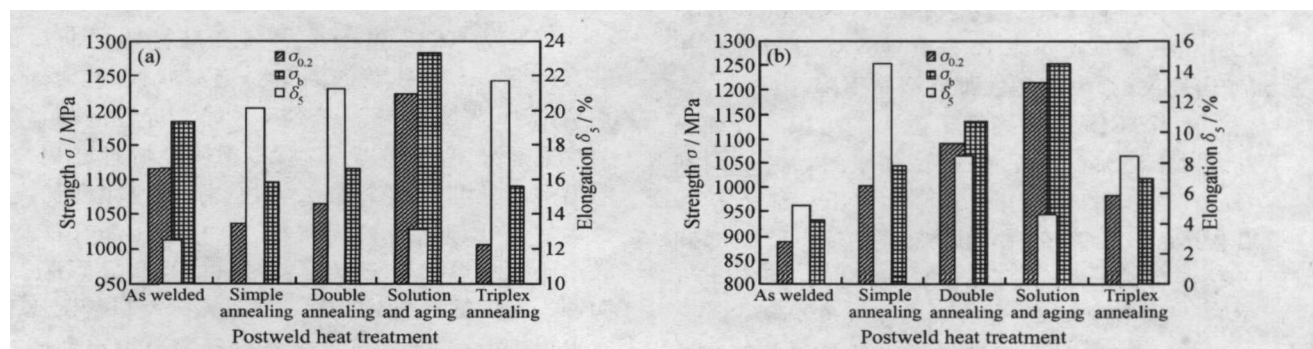 (a)
σ0.2
σb
δ5
1300
1250
1200
1150
1100
1050
1000
950
Strength σ / MPa
24
22
20
18
16
14
12
10
Elongation δ5 / %
As welded
Simple annealing
Double annealing
Solution and aging
Triplex annealing
Postweld heat treatment
(b)
σ0.2
σb
δ5
1300
1250
1200
1150
1100
1050
1000
950
900
850
800
Strength σ / MPa
16
14
12
10
8
6
4
2
0
Elongation δ5 / %
As welded
Simple annealing
Double annealing
Solution and aging
Triplex annealing
Postweld heat treatment